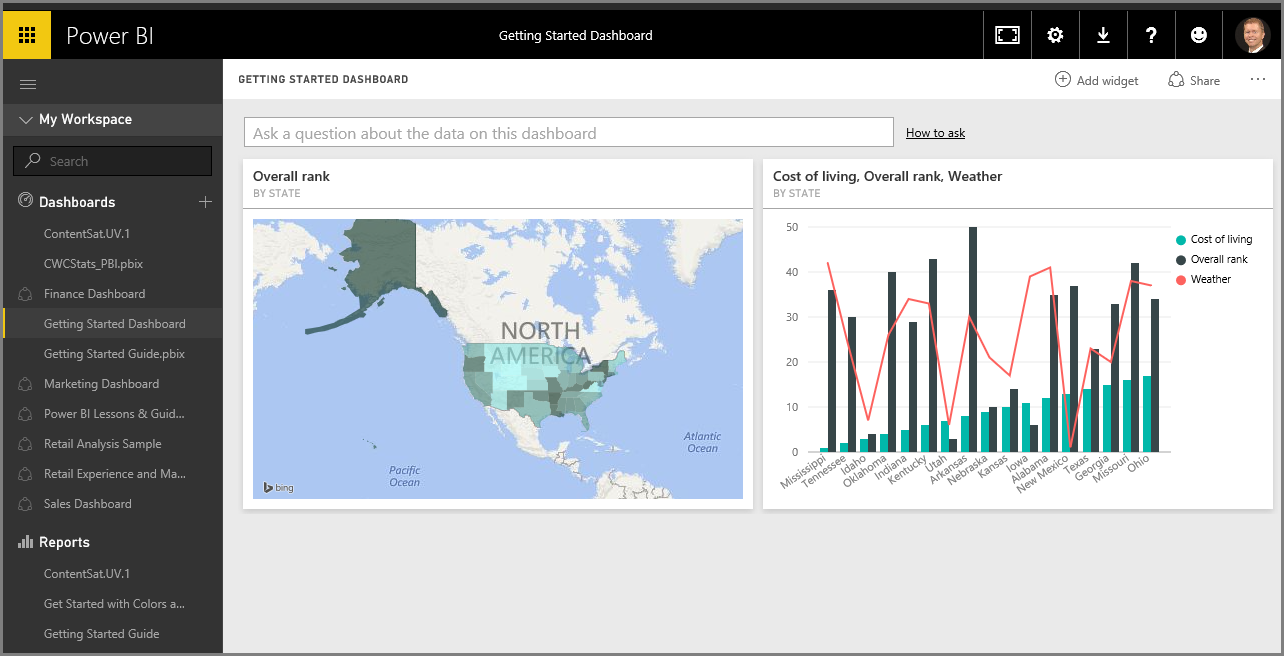 Power BI
Getting Started Dashboard
?
GETTING STARTED DASHBOARD
Add widget
Share
...
My Workspace
Search
Dashboards
ContentSat.UV.1
CWCStats_PBI.pbix
Finance Dashboard
Getting Started Dashboard
Getting Started Guide.pbix
Marketing Dashboard
Power BI Lessons & Guid...
Retail Analysis Sample
Retail Experience and Ma...
Sales Dashboard
Reports
ContentSat.UV.1
Get Started with Colors a...
Getting Started Guide
Ask a question about the data on this dashboard
How to ask
Overall rank
BY STATE
NORTH
AMERICA
Pacific
Ocean
Atlantic
Ocean
bing
Cost of living, Overall rank, Weather
BY STATE
50
40
30
20
10
0
Mississippi
Tennessee
Idaho
Oklahoma
Indiana
Kentucky
Utah
Arkansas
Nebraska
Kansas
Iowa
Alabama
New Mexico
Texas
Georgia
Missouri
Ohio
Cost of living
Overall rank
Weather